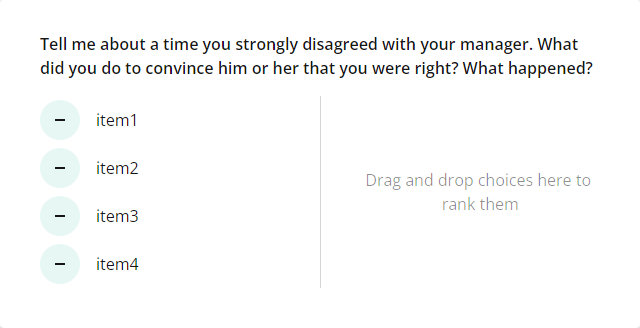 Tell me about a time you strongly disagreed with your manager. What
did you do to convince him or her that you were right? What happened?
item1
item2
item3
item4
Drag and drop choices here to
rank them